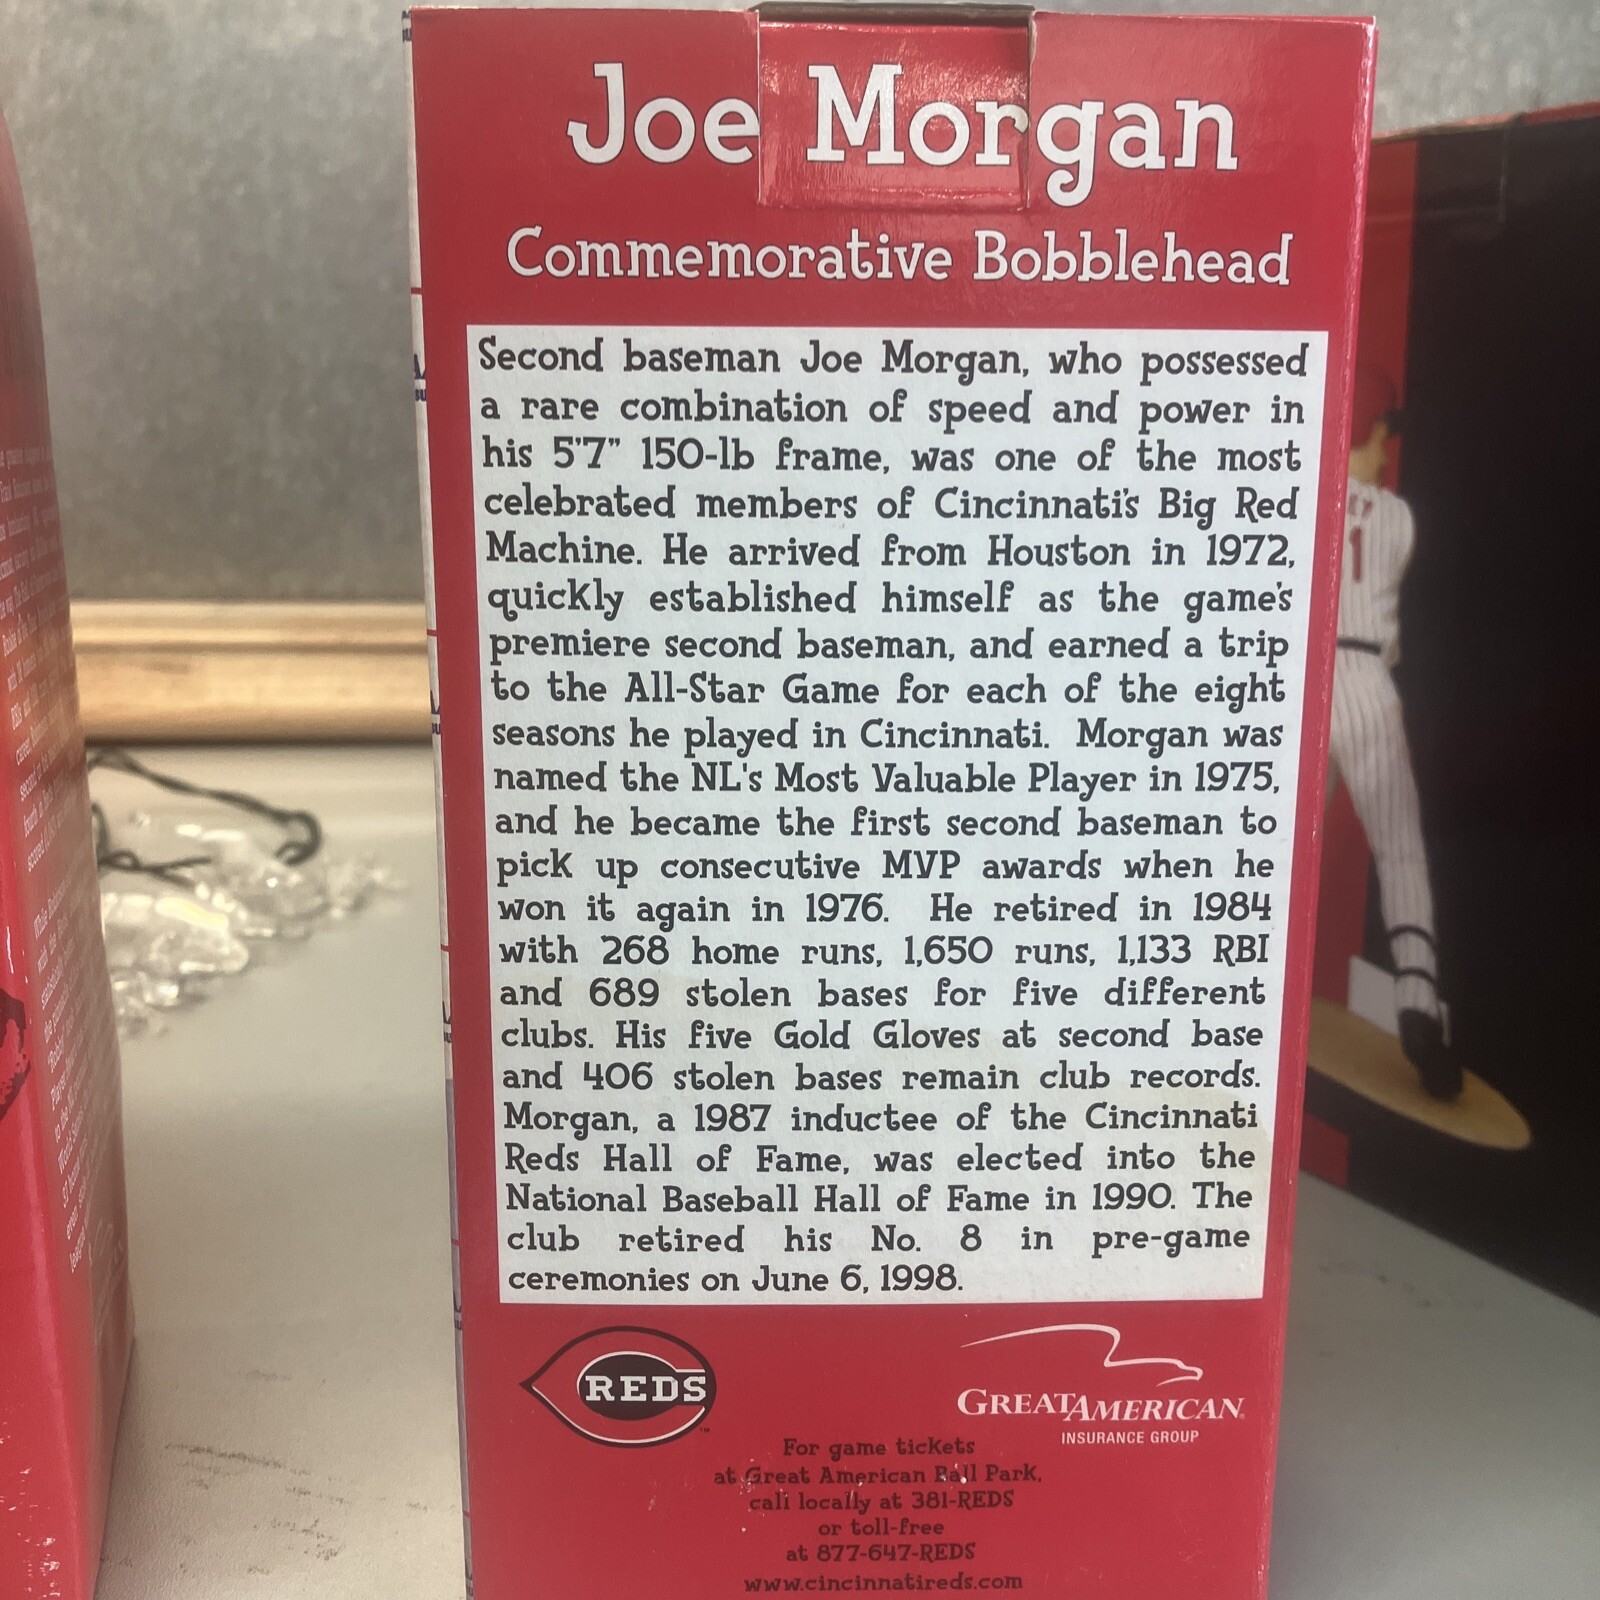 Joe Morgan
Commemorative Bobblehead
Second baseman Joe Morgan, who possessed
a rare combination of speed and power in
his 5'7" 150-lb frame, was one of the most
celebrated members of Cincinnati's Big Red
Machine. He arrived from Houston in 1972,
quickly established himself as the game's
premiere second baseman, and earned a trip
to the All-Star Game for each of the eight
seasons he played in Cincinnati. Morgan was
named the NL's Most Valuable Player in 1975,
and he became the first second baseman to
pick up consecutive MVP awards when he
won it again in 1976. He retired in 1984
with 268 home runs, 1,650 runs, 1,133 RBI
and 689 stolen bases for five different
clubs. His five Gold Gloves at second base
and 406 stolen bases remain club records.
Morgan, a 1987 inductee of the Cincinnati
Reds Hall of Fame, was elected into the
National Baseball Hall of Fame in 1990. The
club retired his No. 8 in pre-game
ceremonies on June 6, 1998.
REDS
GREATAMERICAN
INSURANCE GROUP
For game tickets
at Great American Ball Park,
call locally at 381-REDS
or toll-free
at 877-647-REDS
www.cincinnatireds.com